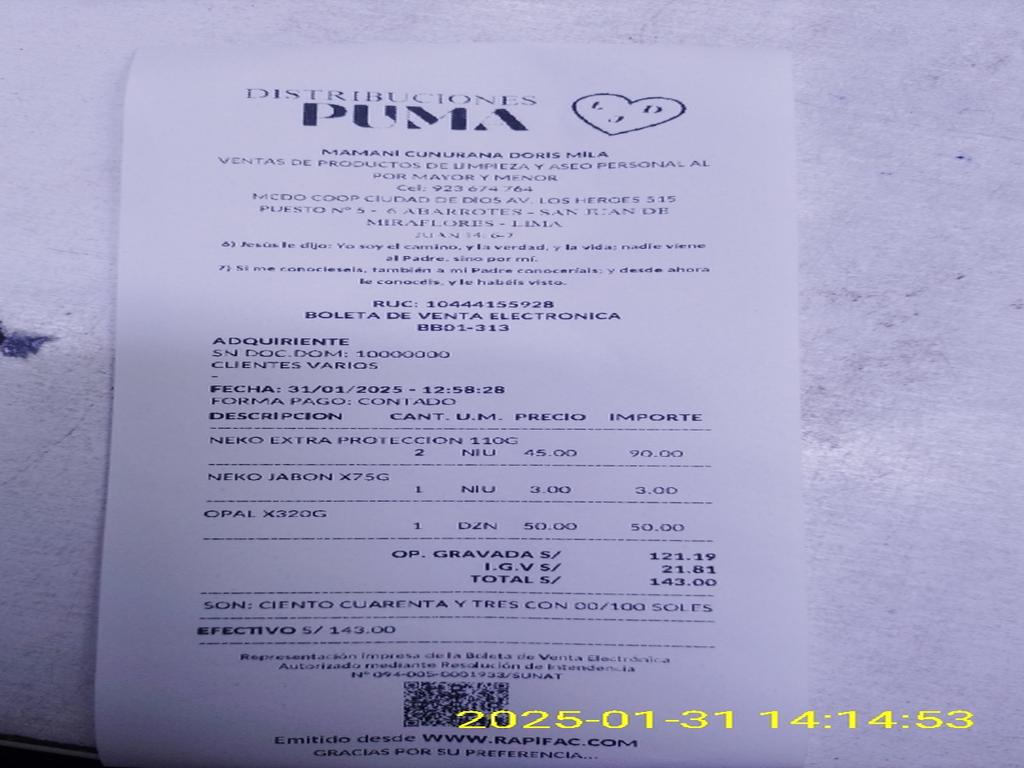 DISTRIBUCIONES
PUMA
L J D
MAMANI CUNURANA DORIS MILA
VENTAS DE PRODUCTOS DE LIMPIEZA Y ASEO PERSONAL AL
POR MAYOR Y MENOR
Cel: 923 674 764
MCDO COOP CIUDAD DE DIOS AV. LOS HEROES 515
PUESTO N° 5 - 6 ABARROTES - SAN JUAN DE
MIRAFLORES - LIMA
JUAN 14: 6-7
6) Jesús le dijo: Yo soy el camino, y la verdad, y la vida; nadie viene
al Padre, sino por mí.
7) Si me conocieseis, también a mi Padre conoceríais; y desde ahora
le conocéis, y le habéis visto.
RUC: 10444155928
BOLETA DE VENTA ELECTRONICA
BB01-313
ADQUIRIENTE
SN DOC.DOM: 10000000
CLIENTES VARIOS
-
FECHA: 31/01/2025 - 12:58:28
FORMA PAGO: CONTADO
DESCRIPCION CANT. U.M. PRECIO IMPORTE
NEKO EXTRA PROTECCION 110G
2 NIU 45.00 90.00
NEKO JABON X75G
1 NIU 3.00 3.00
OPAL X320G
1 DZN 50.00 50.00
OP. GRAVADA S/ 121.19
I.G.V S/ 21.81
TOTAL S/ 143.00
SON: CIENTO CUARENTA Y TRES CON 00/100 SOLES
EFECTIVO S/ 143.00
Representación impresa de la Boleta de Venta Electrónica
Autorizado mediante Resolución de Intendencia
N° 094-005-0001933/SUNAT
2025-01-31 14:14:53
Emitido desde WWW.RAPIFAC.COM
GRACIAS POR SU PREFERENCIA...